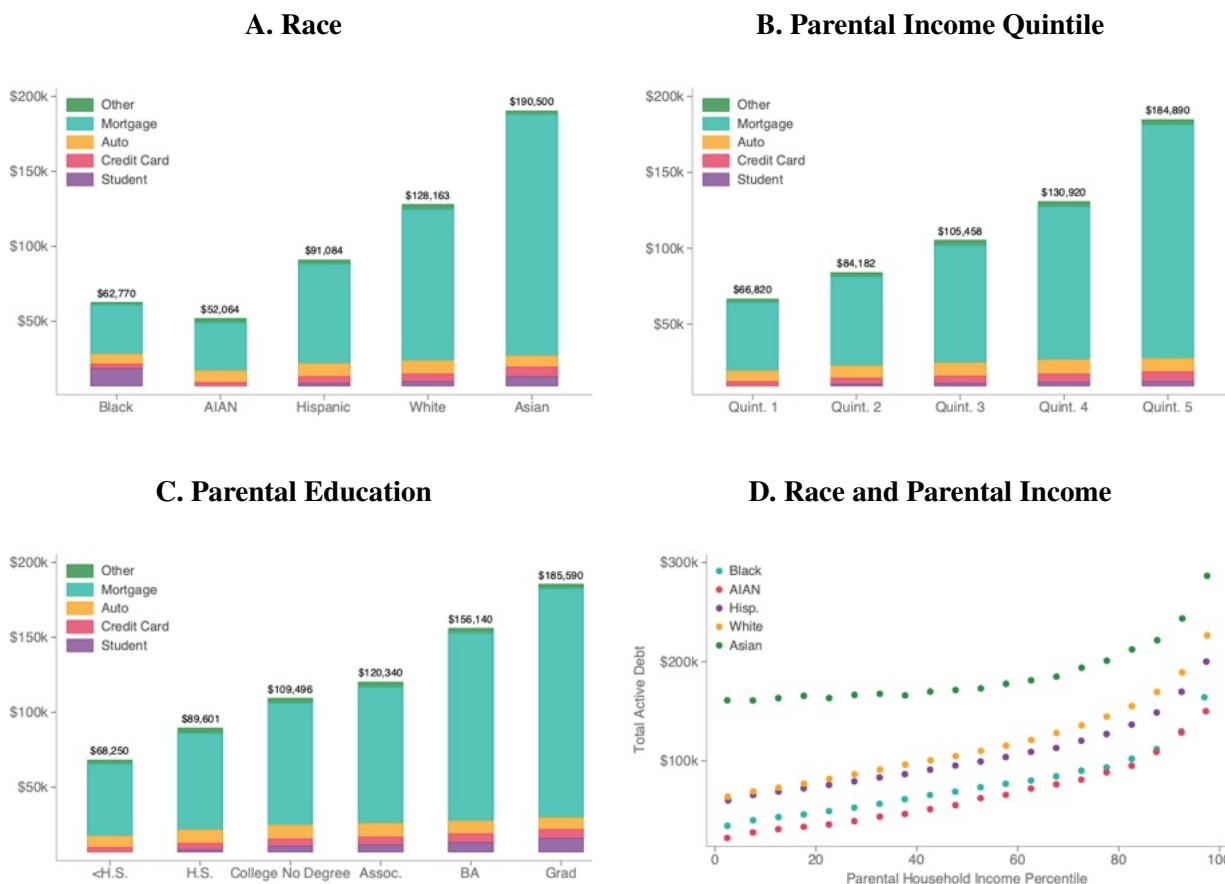 A. Race
$200k
$150k
$100k
$50k
Other
Mortgage
Auto
Credit Card
Student
$62,770
$52,064
$91,084
$128,163
$190,500
Black
AIAN
Hispanic
White
Asian
B. Parental Income Quintile
$200k
$150k
$100k
$50k
Other
Mortgage
Auto
Credit Card
Student
$66,820
$84,182
$105,458
$130,920
$184,890
Quint. 1
Quint. 2
Quint. 3
Quint. 4
Quint. 5
C. Parental Education
$200k
$150k
$100k
$50k
Other
Mortgage
Auto
Credit Card
Student
$68,250
$89,601
$109,496
$120,340
$156,140
$185,590
<H.S.
H.S.
College No Degree
Assoc.
BA
Grad
D. Race and Parental Income
$300k
$200k
$100k
Total Active Debt
Black
AIAN
Hisp.
White
Asian
0
20
40
60
80
100
Parental Household Income Percentile